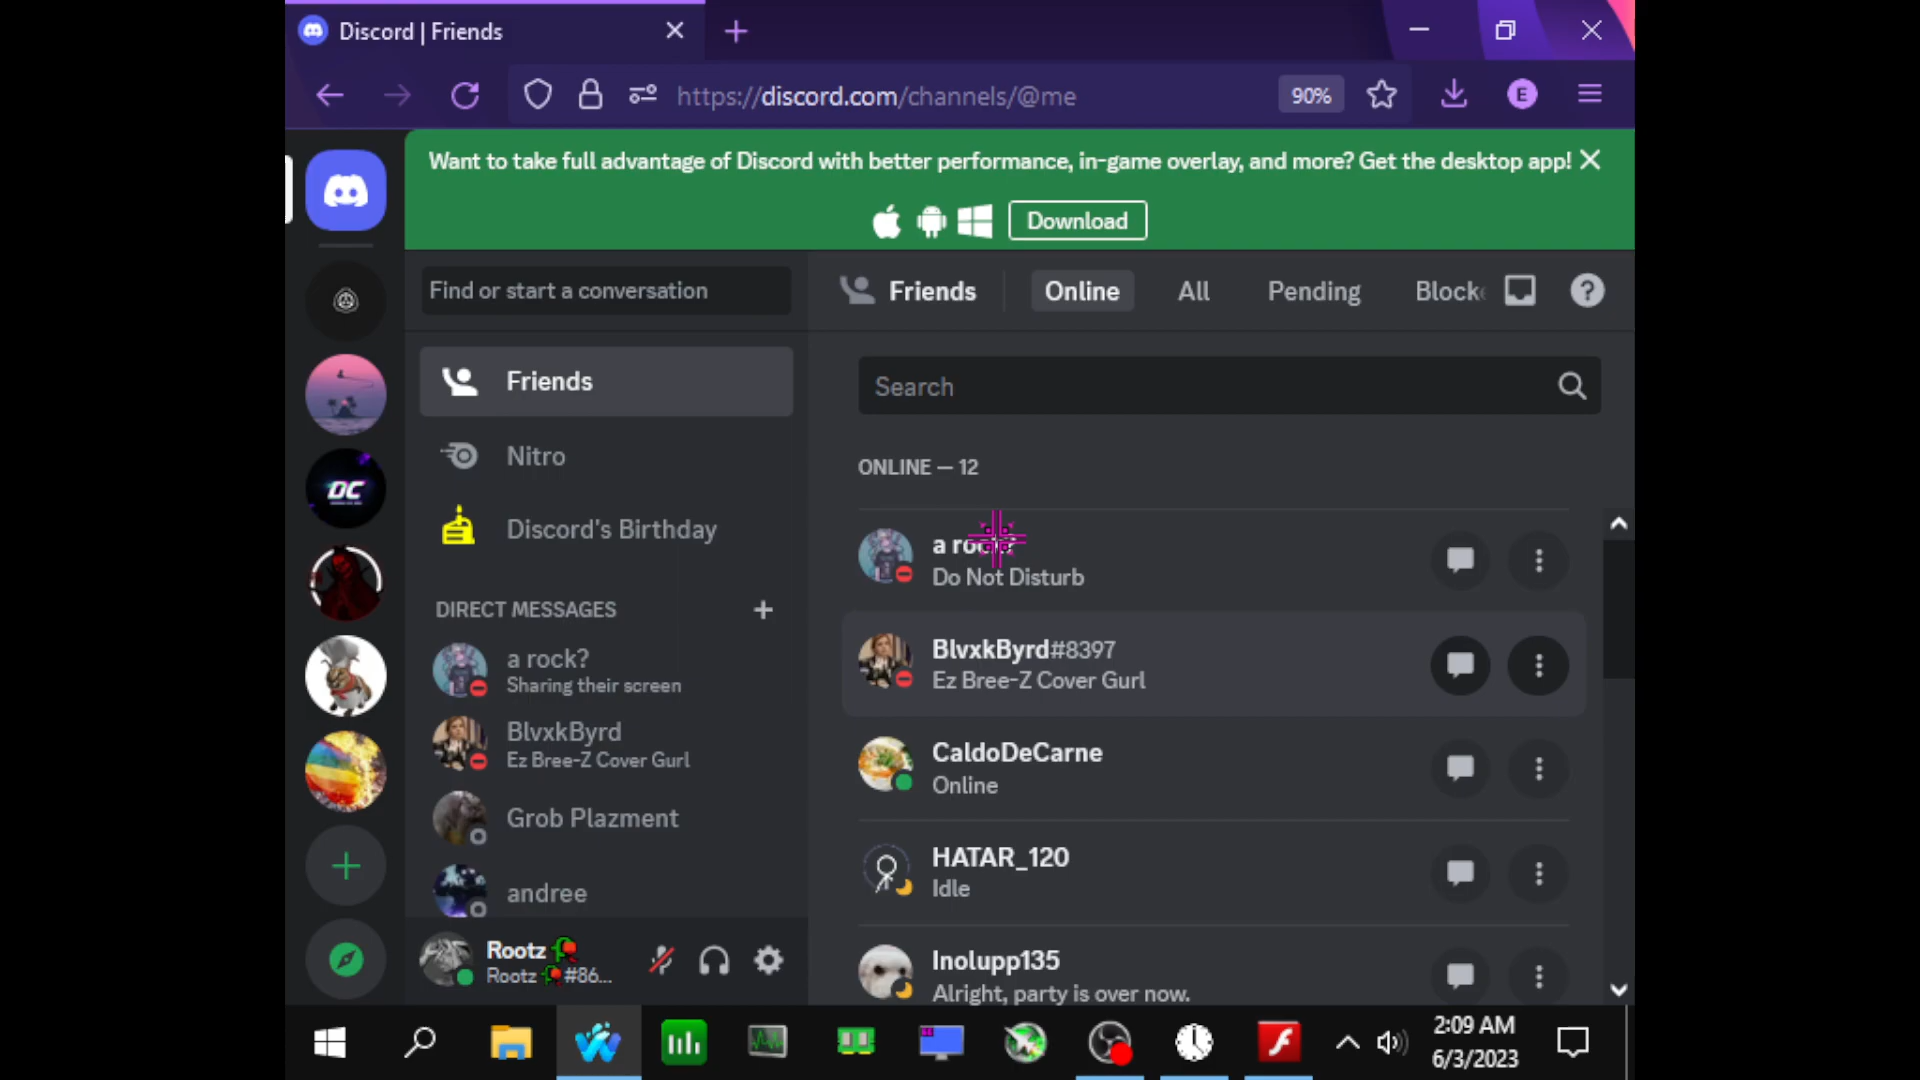 Discord | Friends
https://discord.com/channels/@me
90%
E
Want to take full advantage of Discord with better performance, in-game overlay, and more? Get the desktop app!
Download
Find or start a conversation
Friends
Online
All
Pending
Block
Friends
Nitro
Discord's Birthday
DIRECT MESSAGES
a rock?
Sharing their screen
BlvxkByrd
Ez Bree-Z Cover Gurl
Grob Plazment
andree
Search
ONLINE — 12
a rock?
Do Not Disturb
BlvxkByrd#8397
Ez Bree-Z Cover Gurl
CaldoDeCarne
Online
HATAR_120
Idle
Inolupp135
Alright, party is over now.
DC
Rootz
Rootz #86...
2:09 AM
6/3/2023